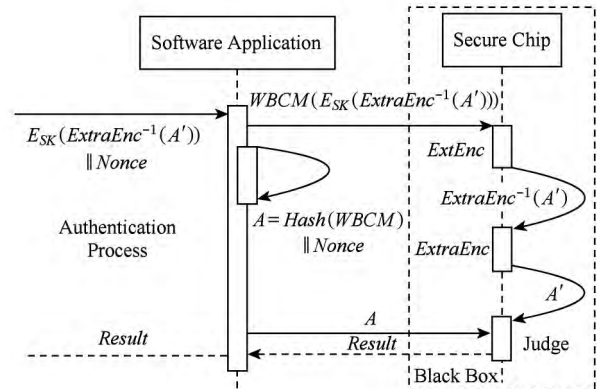 Software Application
Secure Chip
WBCM(E_SK(ExtraEnc⁻¹(A′)))
E_SK(ExtraEnc⁻¹(A′))
‖Nonce
ExtEnc
ExtraEnc⁻¹(A′)
A=Hash(WBCM)
‖Nonce
Authentication
Process
ExtraEnc
A′
A
Result
Result
Judge
Black Box